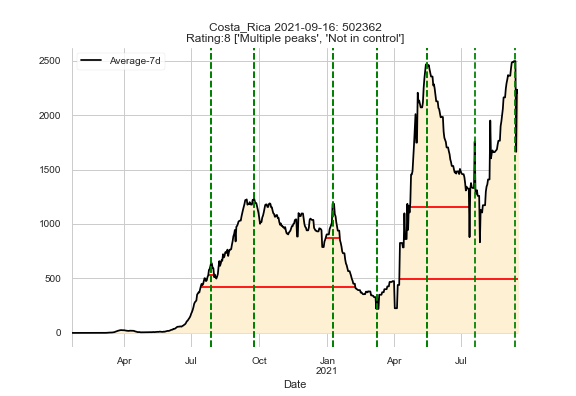 Costa_Rica 2021-09-16: 502362
Rating:8 ['Multiple peaks', 'Not in control']
Average-7d
2500
2000
1500
1000
500
0
Apr Jul Oct Jan Apr Jul
2021
Date